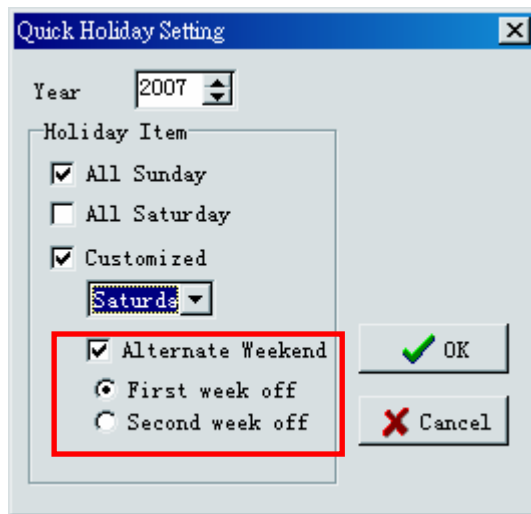 Quick Holiday Setting
Year 2007
Holiday Item
All Sunday
All Saturday
Customized
Saturda
Alternate Weekend
First week off
Second week off
OK
Cancel